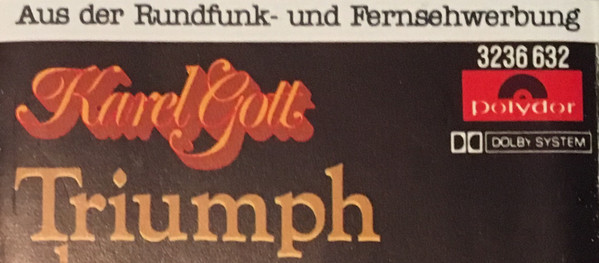 Aus der Rundfunk- und Fernsehwerbung
3236 632
Karel Gott
polydor
DOLBY SYSTEM
Triumph